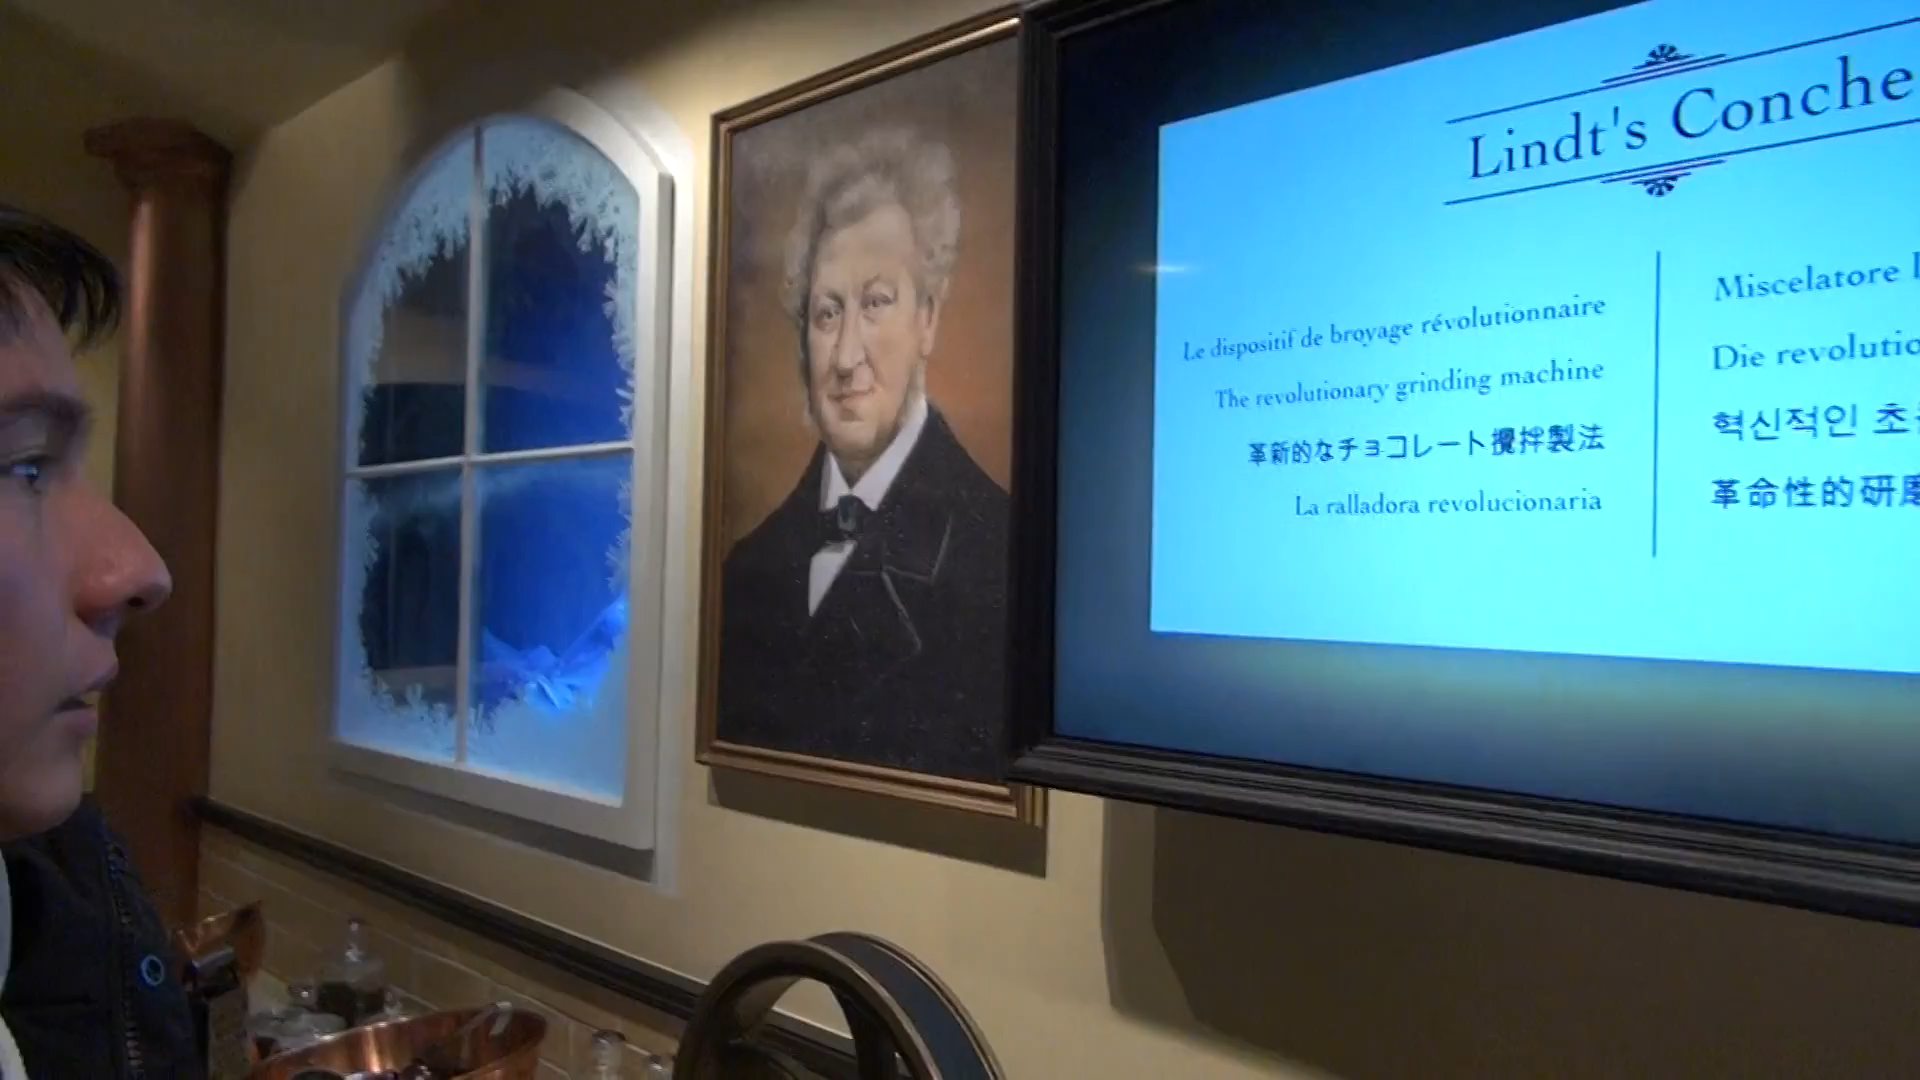 Lindt's Conche
Le dispositif de broyage révolutionnaire
The revolutionary grinding machine
革新的なチョコレート攪拌製法
La ralladora revolucionaria
Miscelatore
Die
혁신적인
革命性的研